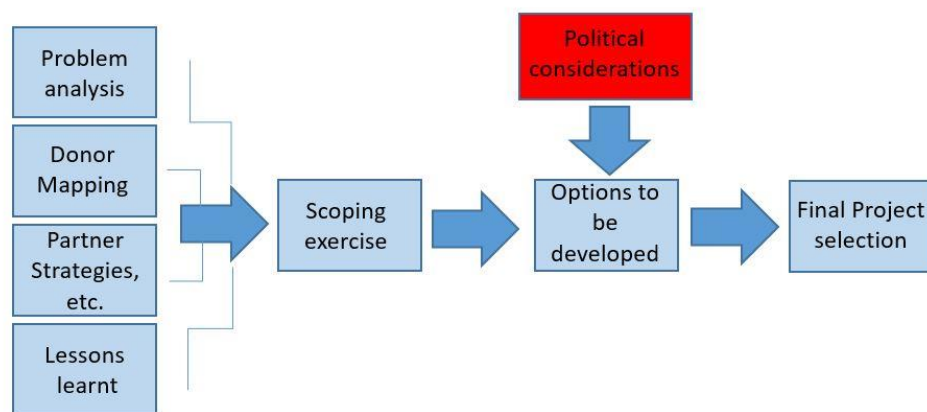 Problem
analysis
Donor
Mapping
Partner
Strategies,
etc.
Lessons
learnt
Scoping
exercise
Political
considerations
Options to
be
developed
Final Project
selection